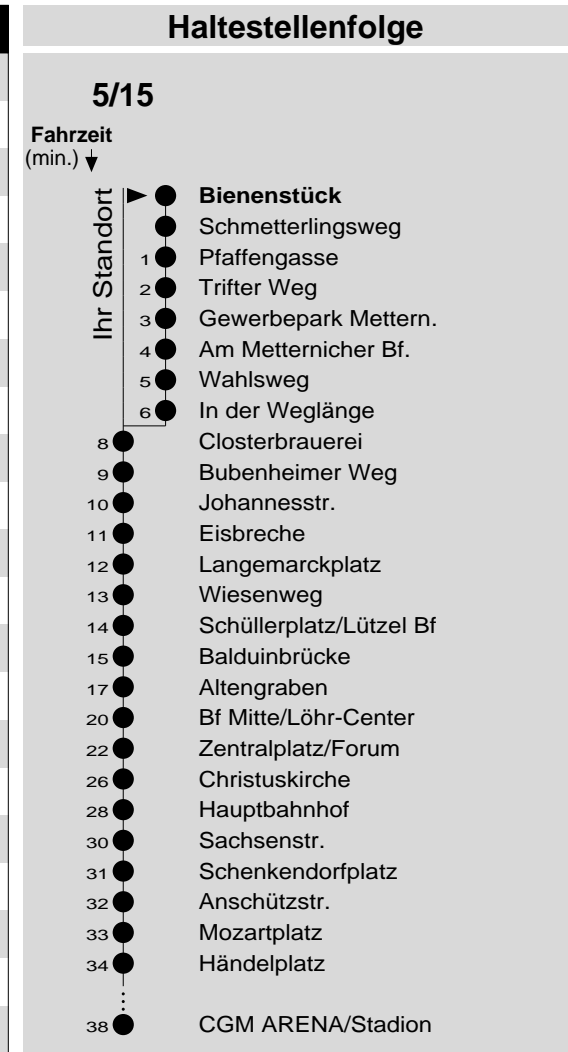 Haltestellenfolge
5/15
Fahrzeit
(min.)
Ihr Standort
Bienenstück
Schmetterlingsweg
1 Pfaffengasse
2 Trifter Weg
3 Gewerbepark Mettern.
4 Am Metternicher Bf.
5 Wahlsweg
6 In der Weglänge
8 Closterbrauerei
9 Bubenheimer Weg
10 Johannesstr.
11 Eisbreche
12 Langemarckplatz
13 Wiesenweg
14 Schüllerplatz/Lützel Bf
15 Balduinbrücke
17 Altengraben
20 Bf Mitte/Löhr-Center
22 Zentralplatz/Forum
26 Christuskirche
28 Hauptbahnhof
30 Sachsenstr.
31 Schenkendorfplatz
32 Anschützstr.
33 Mozartplatz
34 Händelplatz
38 CGM ARENA/Stadion